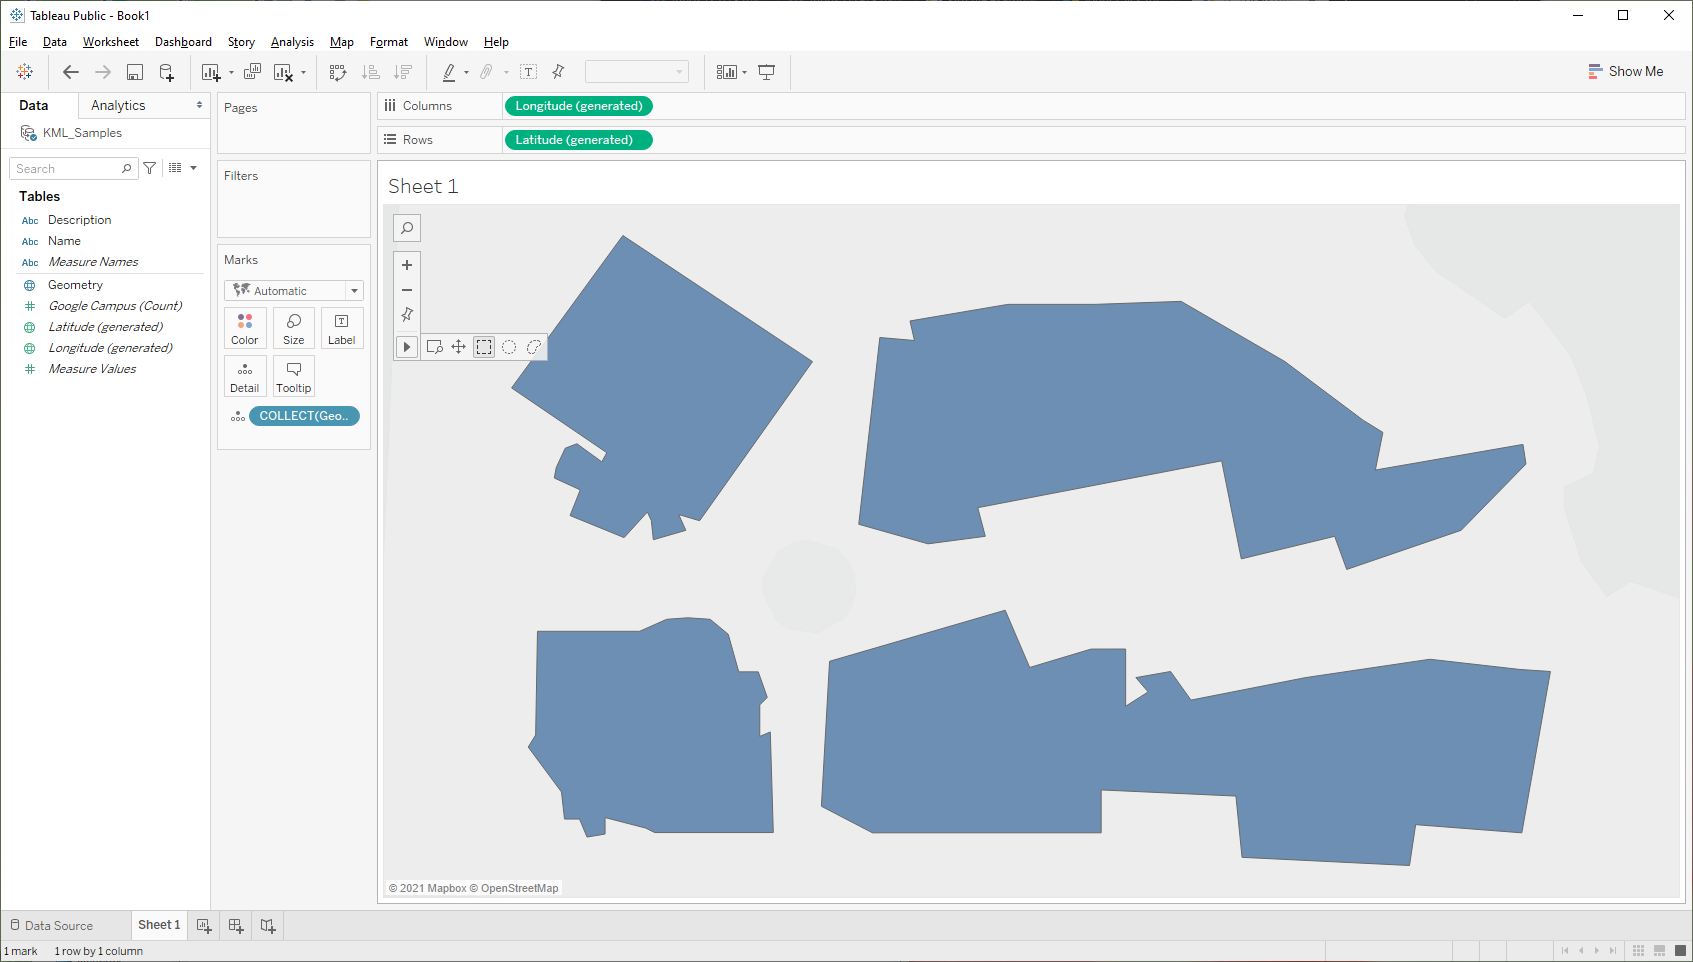 Tableau Public - Book1
File Data Worksheet Dashboard Story Analysis Map Format Window Help
Show Me
Data Analytics
KML_Samples
Search
Tables
Abc Description
Abc Name
Abc Measure Names
Geometry
Google Campus (Count)
Latitude (generated)
Longitude (generated)
Measure Values
Pages
Filters
Marks
Automatic
Color Size T Label
Detail Tooltip
COLLECT(Geo..
Columns Longitude (generated)
Rows Latitude (generated)
Sheet 1
© 2021 Mapbox © OpenStreetMap
Data Source Sheet 1
1 mark 1 row by 1 column